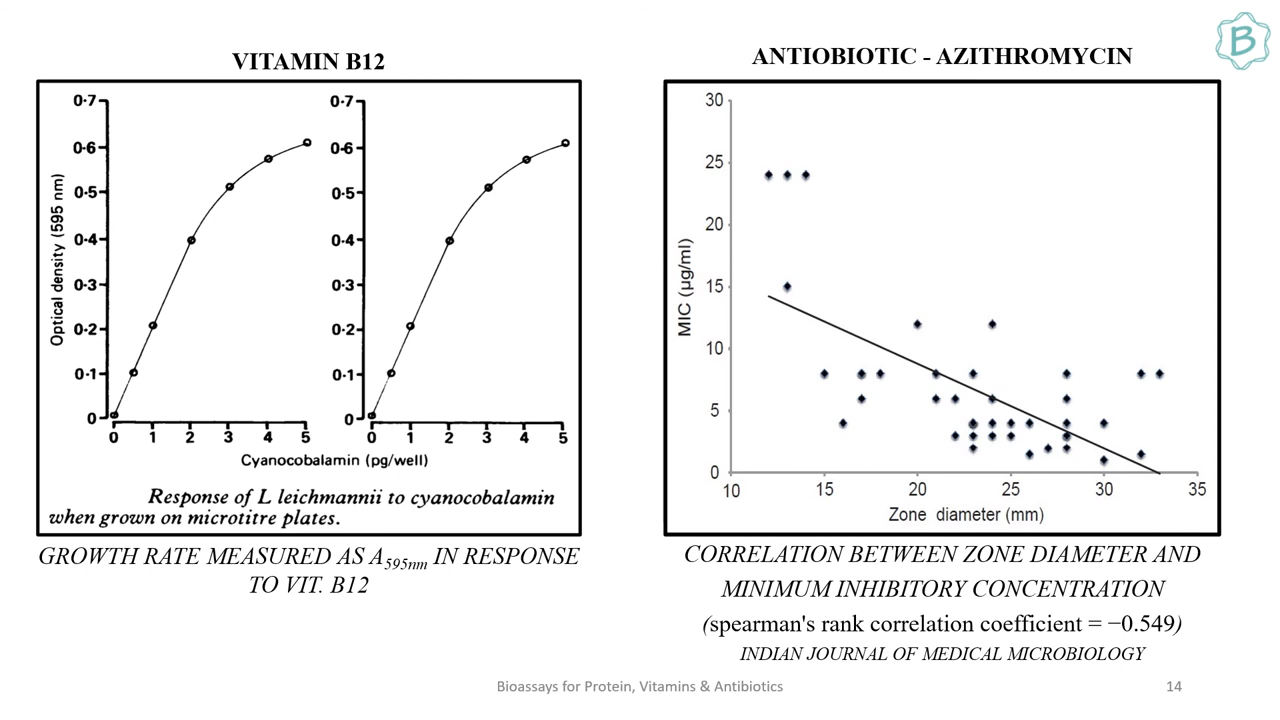 B
VITAMIN B12
0·7
0·6
0·5
0·4
0·3
0·2
0·1
0
Optical density (595 nm)
0 1 2 3 4 5
0·7
0·6
0·5
0·4
0·3
0·2
0·1
0
0 1 2 3 4 5
Cyanocobalamin (pg/well)
Response of L leichmannii to cyanocobalamin
when grown on microtitre plates.
GROWTH RATE MEASURED AS A595nm IN RESPONSE
TO VIT. B12
ANTIOBIOTIC - AZITHROMYCIN
30
25
20
15
10
5
0
MIC (µg/ml)
10 15 20 25 30 35
Zone diameter (mm)
CORRELATION BETWEEN ZONE DIAMETER AND
MINIMUM INHIBITORY CONCENTRATION
(spearman's rank correlation coefficient = −0.549)
INDIAN JOURNAL OF MEDICAL MICROBIOLOGY
Bioassays for Protein, Vitamins & Antibiotics
14